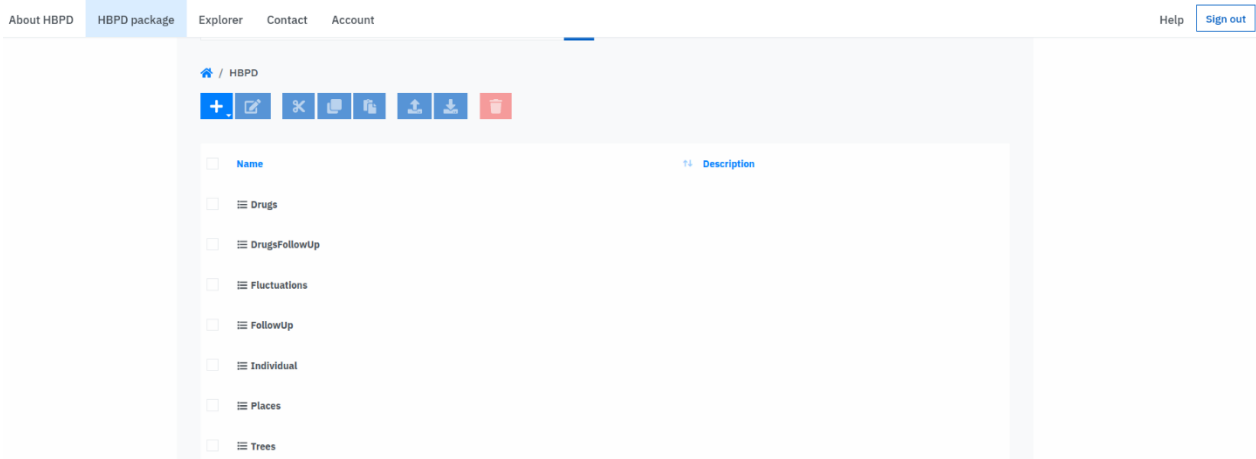 About HBPD HBPD package Explorer Contact Account Help Sign out
/ HBPD
Name Description
Drugs
DrugsFollowUp
Fluctuations
FollowUp
Individual
Places
Trees